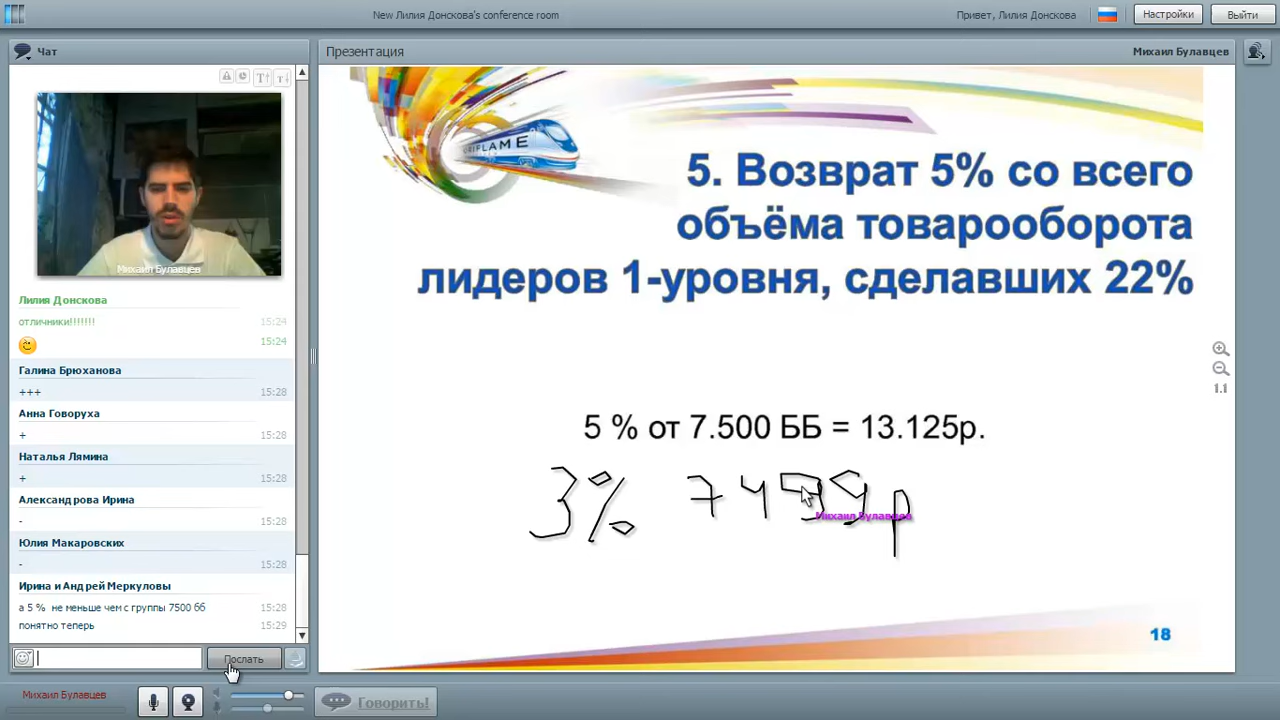 New Лилия Донскова's conference room
Привет, Лилия Донскова
Настройки
Выйти
Чат
Михаил Булавцев
Лилия Донскова
отличники!!!!!!!
15:24
15:24
Галина Брюханова
+++
15:28
Анна Говоруха
+
15:28
Наталья Лямина
+
15:28
Александрова Ирина
-
15:28
Юлия Макаровских
-
15:28
Ирина и Андрей Меркуловы
а 5 % не меньше чем с группы 7500 бб
15:28
понятно теперь
15:29
Послать
Михаил Булавцев
Говорить!
Презентация
Михаил Булавцев
ORIFLAME
5. Возврат 5% со всего
объёма товарооборота
лидеров 1-уровня, сделавших 22%
5 % от 7.500 ББ = 13.125р.
3% 7499р
Михаил Булавцев
18
1.1